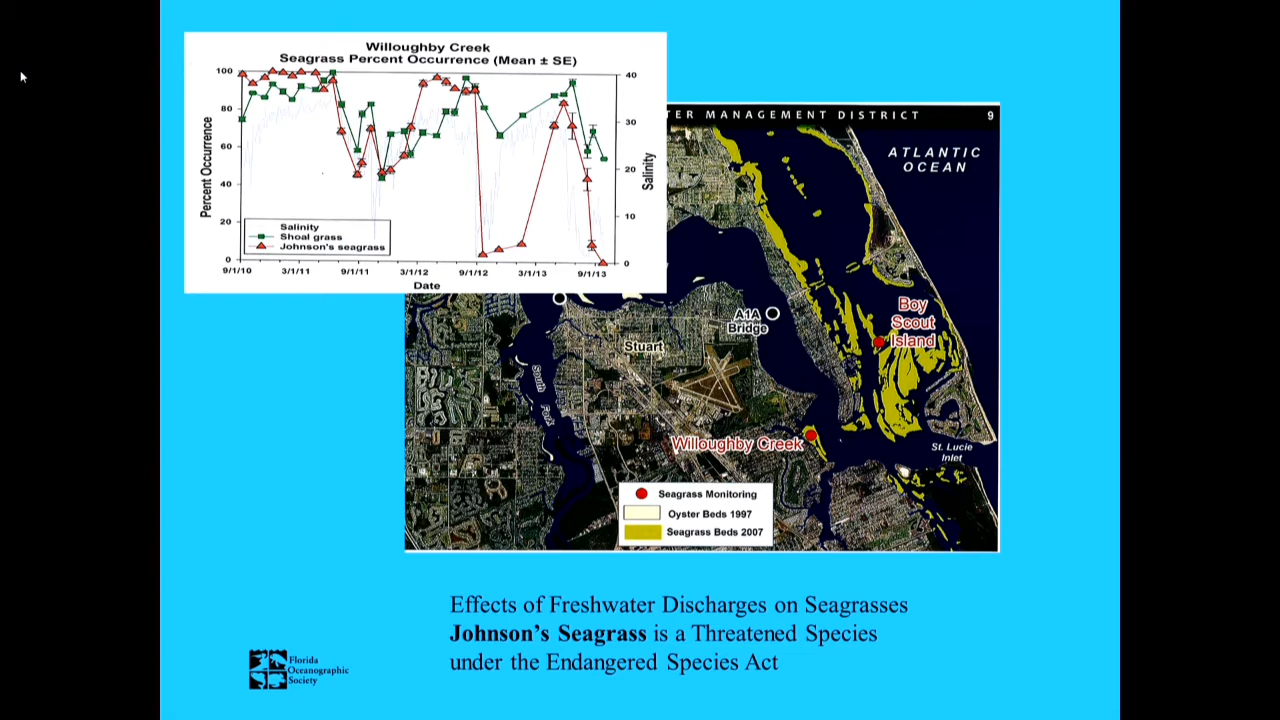 Willoughby Creek
Seagrass Percent Occurrence (Mean ± SE)
100
80
60
40
20
0
Percent Occurrence
40
30
20
10
0
Salinity
Salinity
Shoal grass
Johnson's seagrass
9/1/10 3/1/11 9/1/11 3/1/12 9/1/12 3/1/13 9/1/13
Date
TER MANAGEMENT DISTRICT 9
ATLANTIC
OCEAN
Boy
Scout
Island
A1A
Bridge
Stuart
South
Fork
Willoughby Creek
St. Lucie
Inlet
Seagrass Monitoring
Oyster Beds 1997
Seagrass Beds 2007
Effects of Freshwater Discharges on Seagrasses
Johnson's Seagrass is a Threatened Species
under the Endangered Species Act
Florida
Oceanographic
Society